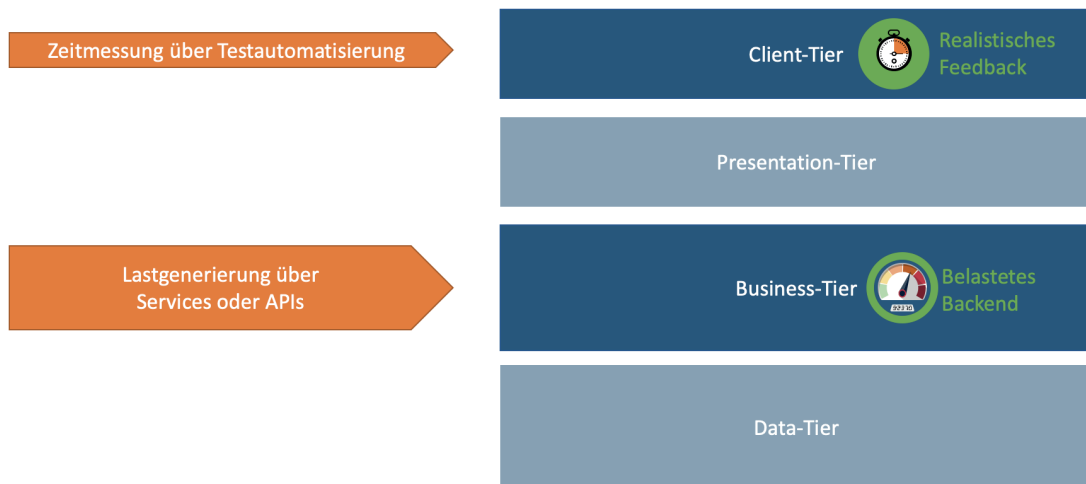 Zeitmessung über Testautomatisierung
Client-Tier
Realistisches
Feedback
Presentation-Tier
Lastgenerierung über
Services oder APIs
Business-Tier
Belastetes
Backend
Data-Tier